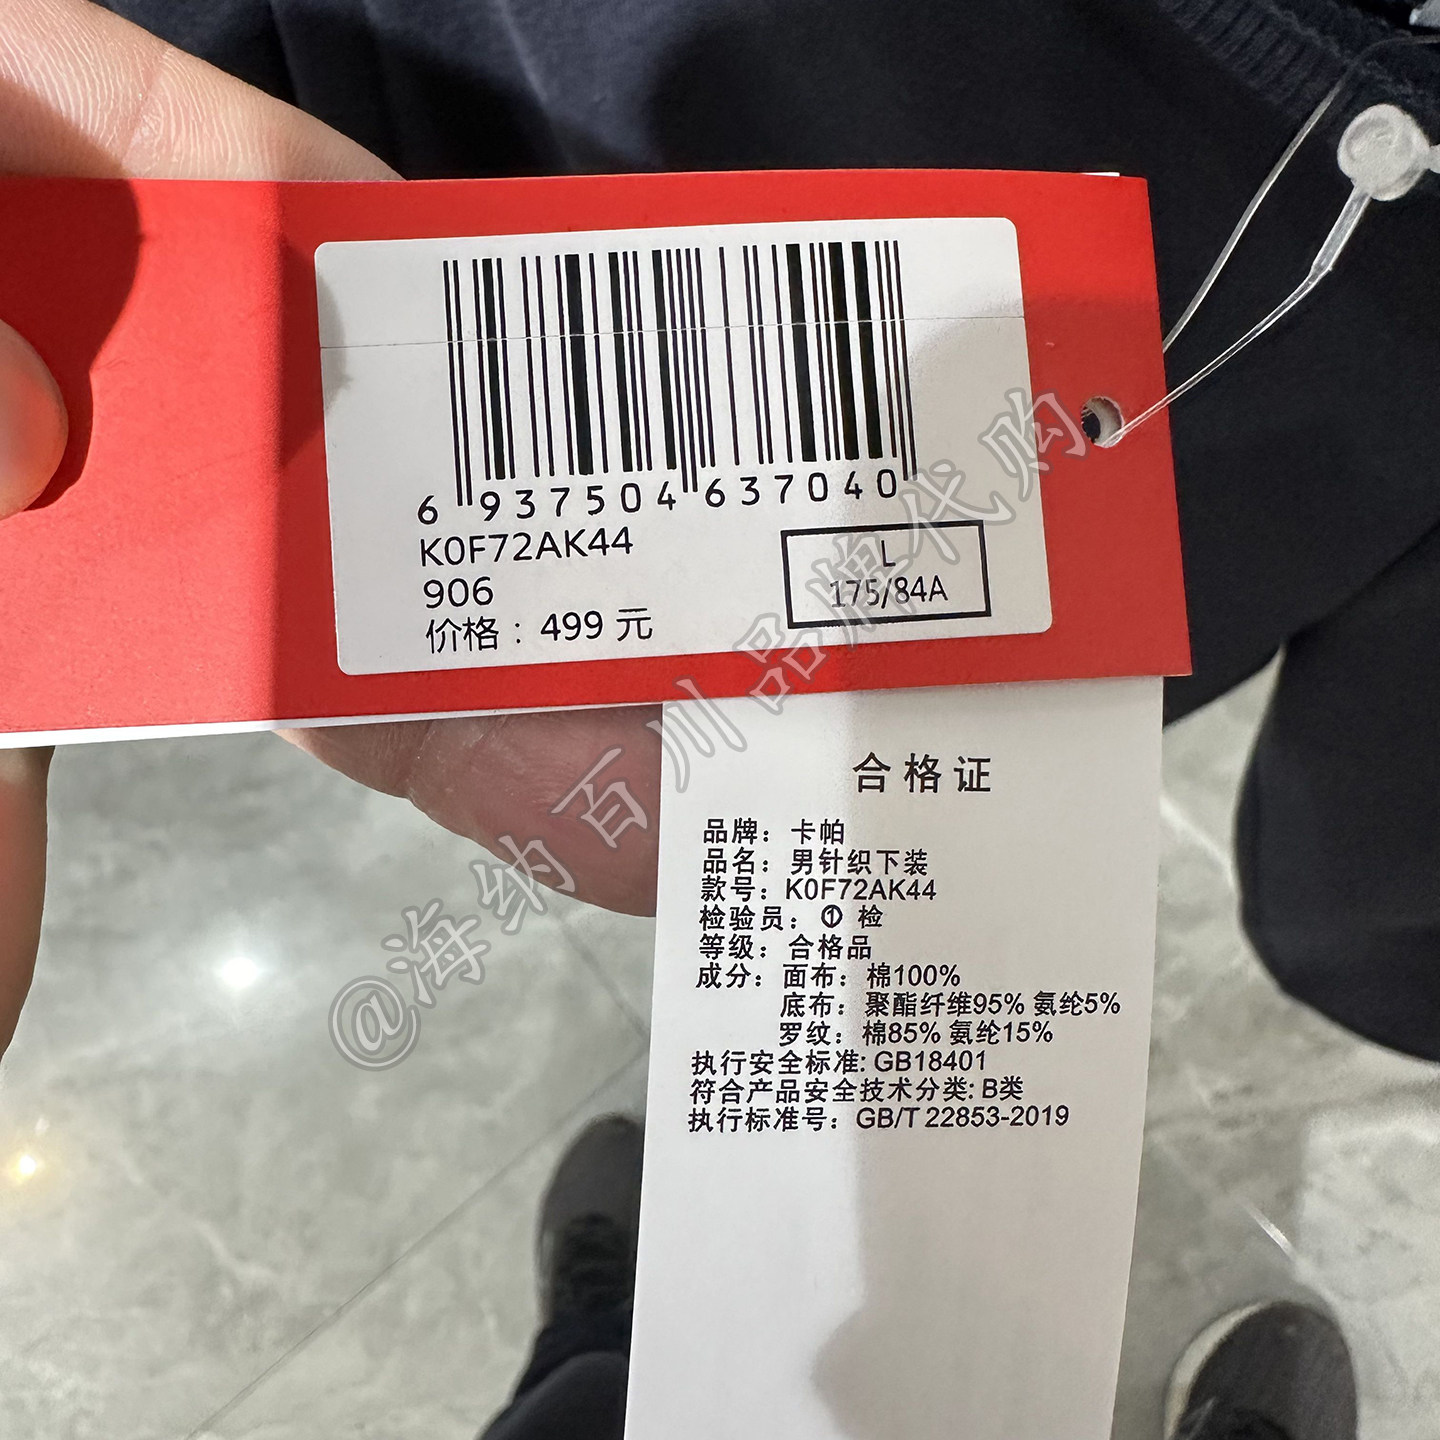 6 937504 637040
K0F72AK44
906
价格：499 元
L
175/84A
合格证
品牌：卡帕
品名：男针织下装
款号：K0F72AK44
检验员：① 检
等级：合格品
成分：面布：棉100%
底布：聚酯纤维95% 氨纶5%
罗纹：棉85% 氨纶15%
执行安全标准: GB18401
符合产品安全技术分类: B类
执行标准号：GB/T 22853-2019
@海纳百川品牌代购